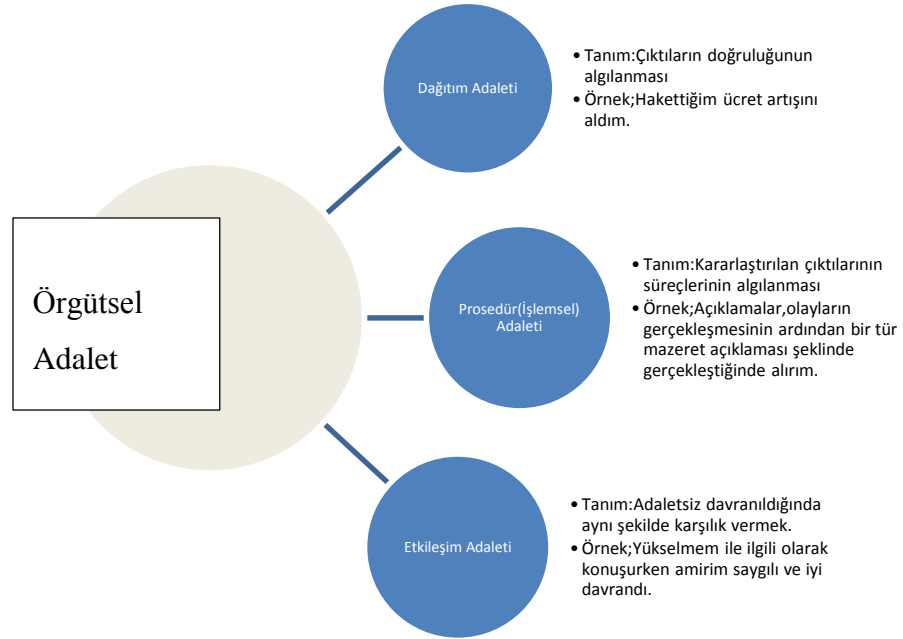 Örgütsel
Adalet
Dağıtım Adaleti
• Tanım:Çıktıların doğruluğunun
algılanması
• Örnek;Hakettiğim ücret artışını
aldım.
Prosedür(İşlemsel)
Adaleti
• Tanım:Kararlaştırılan çıktılarının
süreçlerinin algılanması
• Örnek;Açıklamalar,olayların
gerçekleşmesinin ardından bir tür
mazeret açıklaması şeklinde
gerçekleştiğinde alırım.
Etkileşim Adaleti
• Tanım:Adaletsiz davranıldığında
aynı şekilde karşılık vermek.
• Örnek;Yükselmem ile ilgili olarak
konuşurken amirim saygılı ve iyi
davrandı.